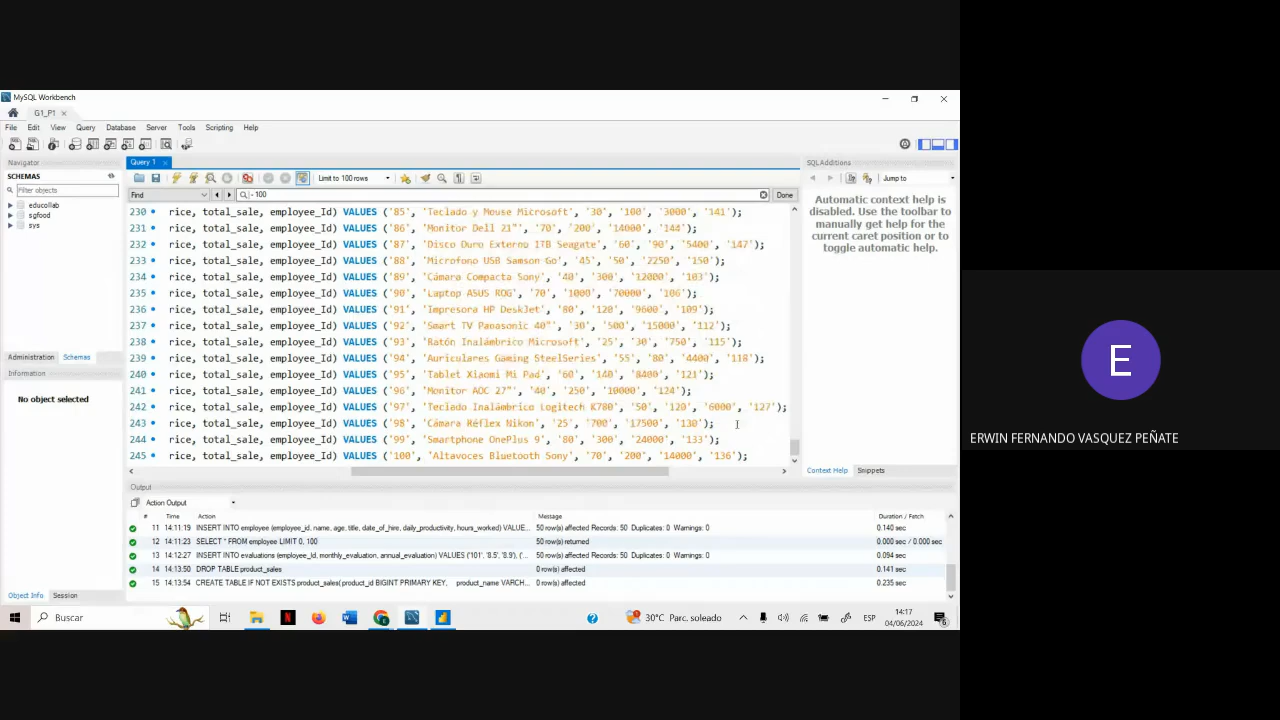 MySQL Workbench
G1_P1
File Edit View Query Database Server Tools Scripting Help
Navigator
SCHEMAS
Filter objects
educollab
sgfood
sys
Administration Schemas
Information
No object selected
Object Info Session
Query 1
Limit to 100 rows
Find
100
Done
230 rice, total_sale, employee_Id) VALUES ('85', 'Teclado y Mouse Microsoft', '30', '100', '3000', '141');
231 rice, total_sale, employee_Id) VALUES ('86', 'Monitor Dell 21"', '70', '200', '14000', '144');
232 rice, total_sale, employee_Id) VALUES ('87', 'Disco Duro Externo 1TB Seagate', '60', '90', '5400', '147');
233 rice, total_sale, employee_Id) VALUES ('88', 'Micrófono USB Samson Go', '45', '50', '2250', '150');
234 rice, total_sale, employee_Id) VALUES ('89', 'Cámara Compacta Sony', '40', '300', '12000', '103');
235 rice, total_sale, employee_Id) VALUES ('90', 'Laptop ASUS ROG', '70', '1000', '70000', '106');
236 rice, total_sale, employee_Id) VALUES ('91', 'Impresora HP DeskJet', '80', '120', '9600', '109');
237 rice, total_sale, employee_Id) VALUES ('92', 'Smart TV Panasonic 40"', '30', '500', '15000', '112');
238 rice, total_sale, employee_Id) VALUES ('93', 'Ratón Inalámbrico Microsoft', '25', '30', '750', '115');
239 rice, total_sale, employee_Id) VALUES ('94', 'Auriculares Gaming SteelSeries', '55', '80', '4400', '118');
240 rice, total_sale, employee_Id) VALUES ('95', 'Tablet Xiaomi Mi Pad', '60', '140', '8400', '121');
241 rice, total_sale, employee_Id) VALUES ('96', 'Monitor AOC 27"', '40', '250', '10000', '124');
242 rice, total_sale, employee_Id) VALUES ('97', 'Teclado Inalámbrico Logitech K780', '50', '120', '6000', '127');
243 rice, total_sale, employee_Id) VALUES ('98', 'Cámara Réflex Nikon', '25', '700', '17500', '130');
244 rice, total_sale, employee_Id) VALUES ('99', 'Smartphone OnePlus 9', '80', '300', '24000', '133');
245 rice, total_sale, employee_Id) VALUES ('100', 'Altavoces Bluetooth Sony', '70', '200', '14000', '136');
SQLAdditions
Jump to
Automatic context help is
disabled. Use the toolbar to
manually get help for the
current caret position or to
toggle automatic help.
Context Help Snippets
Output
Action Output
# Time Action Message Duration / Fetch
11 14:11:19 INSERT INTO employee (employee_id, name, age, title, date_of_hire, daily_productivity, hours_worked) VALUE... 50 row(s) affected Records: 50 Duplicates: 0 Warnings: 0 0.140 sec
12 14:11:23 SELECT * FROM employee LIMIT 0, 100 50 row(s) returned 0.000 sec / 0.000 sec
13 14:12:27 INSERT INTO evaluations (employee_Id, monthly_evaluation, annual_evaluation) VALUES ('101', '8.5', '8.9'), ('... 50 row(s) affected Records: 50 Duplicates: 0 Warnings: 0 0.094 sec
14 14:13:50 DROP TABLE product_sales 0 row(s) affected 0.141 sec
15 14:13:54 CREATE TABLE IF NOT EXISTS product_sales( product_id BIGINT PRIMARY KEY, product_name VARCH... 0 row(s) affected 0.235 sec
Buscar
30°C Parc. soleado
ESP
14:17
04/06/2024
6
E
ERWIN FERNANDO VASQUEZ PEÑATE